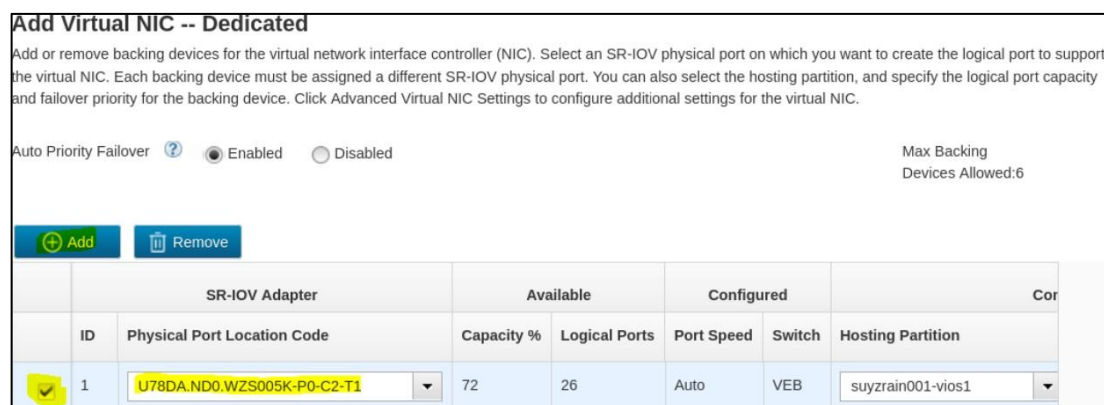 Add Virtual NIC -- Dedicated
Add or remove backing devices for the virtual network interface controller (NIC). Select an SR-IOV physical port on which you want to create the logical port to support
the virtual NIC. Each backing device must be assigned a different SR-IOV physical port. You can also select the hosting partition, and specify the logical port capacity
and failover priority for the backing device. Click Advanced Virtual NIC Settings to configure additional settings for the virtual NIC.
Auto Priority Failover ? Enabled Disabled Max Backing
Devices Allowed:6
Add Remove
SR-IOV Adapter Available Configured Cor
ID Physical Port Location Code Capacity % Logical Ports Port Speed Switch Hosting Partition
1 U78DA.ND0.WZS005K-P0-C2-T1 72 26 Auto VEB suyzrain001-vios1